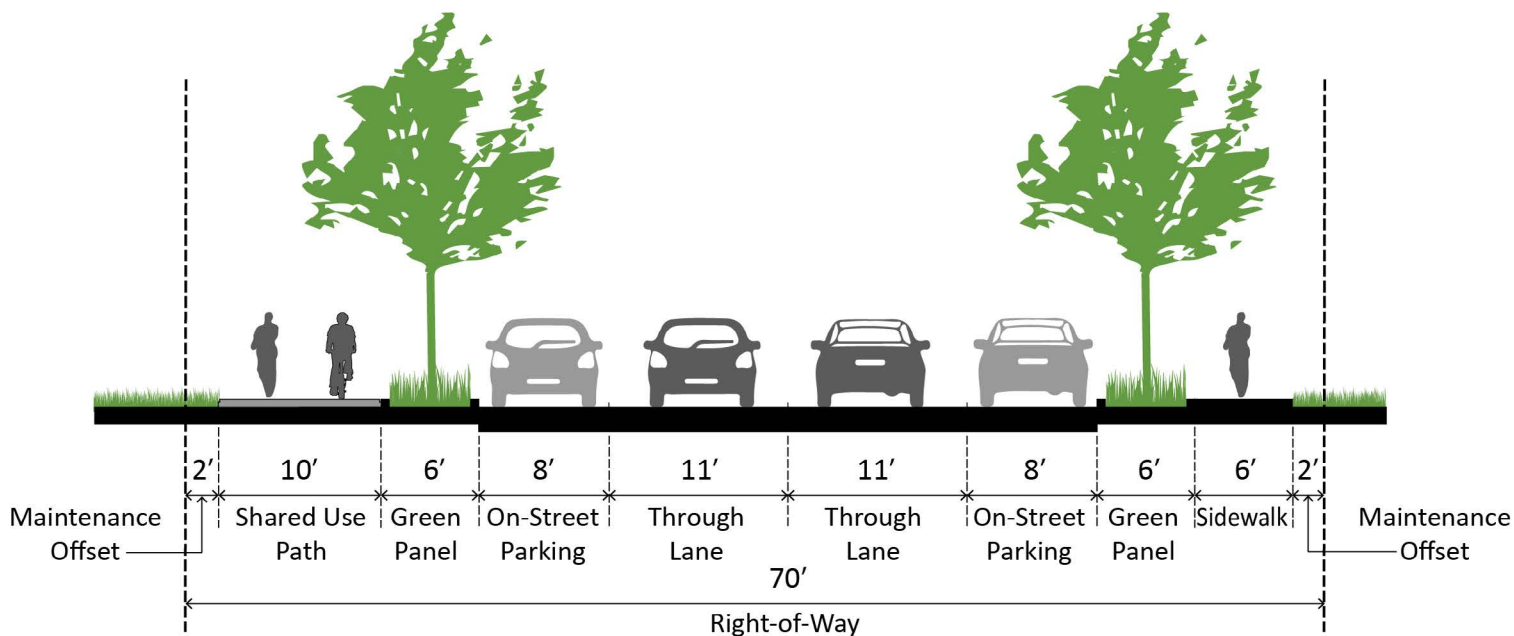 2′ 10′ 6′ 8′ 11′ 11′ 8′ 6′ 6′ 2′
Maintenance Offset
Shared Use Path
Green Panel
On-Street Parking
Through Lane
Through Lane
On-Street Parking
Green Panel
Sidewalk
Maintenance Offset
70′
Right-of-Way